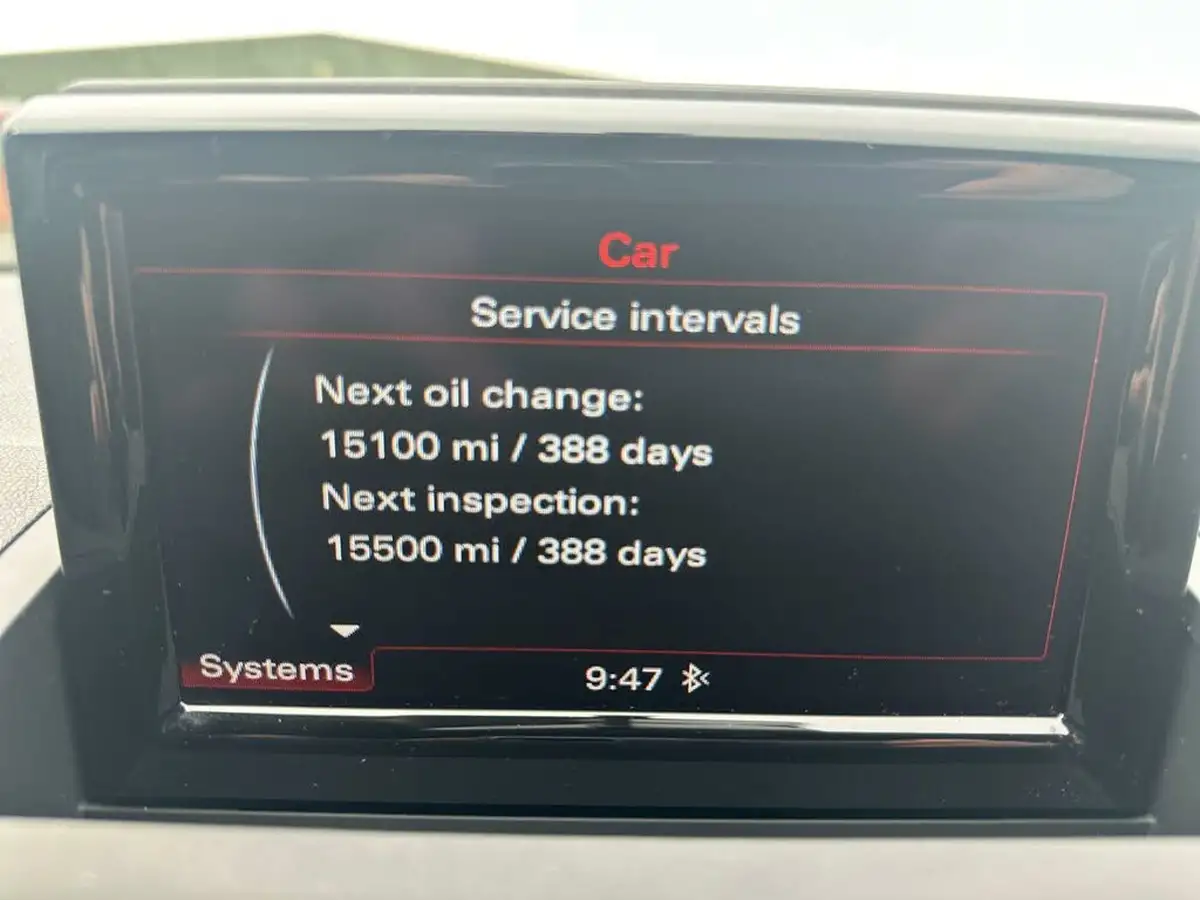 Car
Service intervals
Next oil change:
15100 mi / 388 days
Next inspection:
15500 mi / 388 days
Systems
9:47